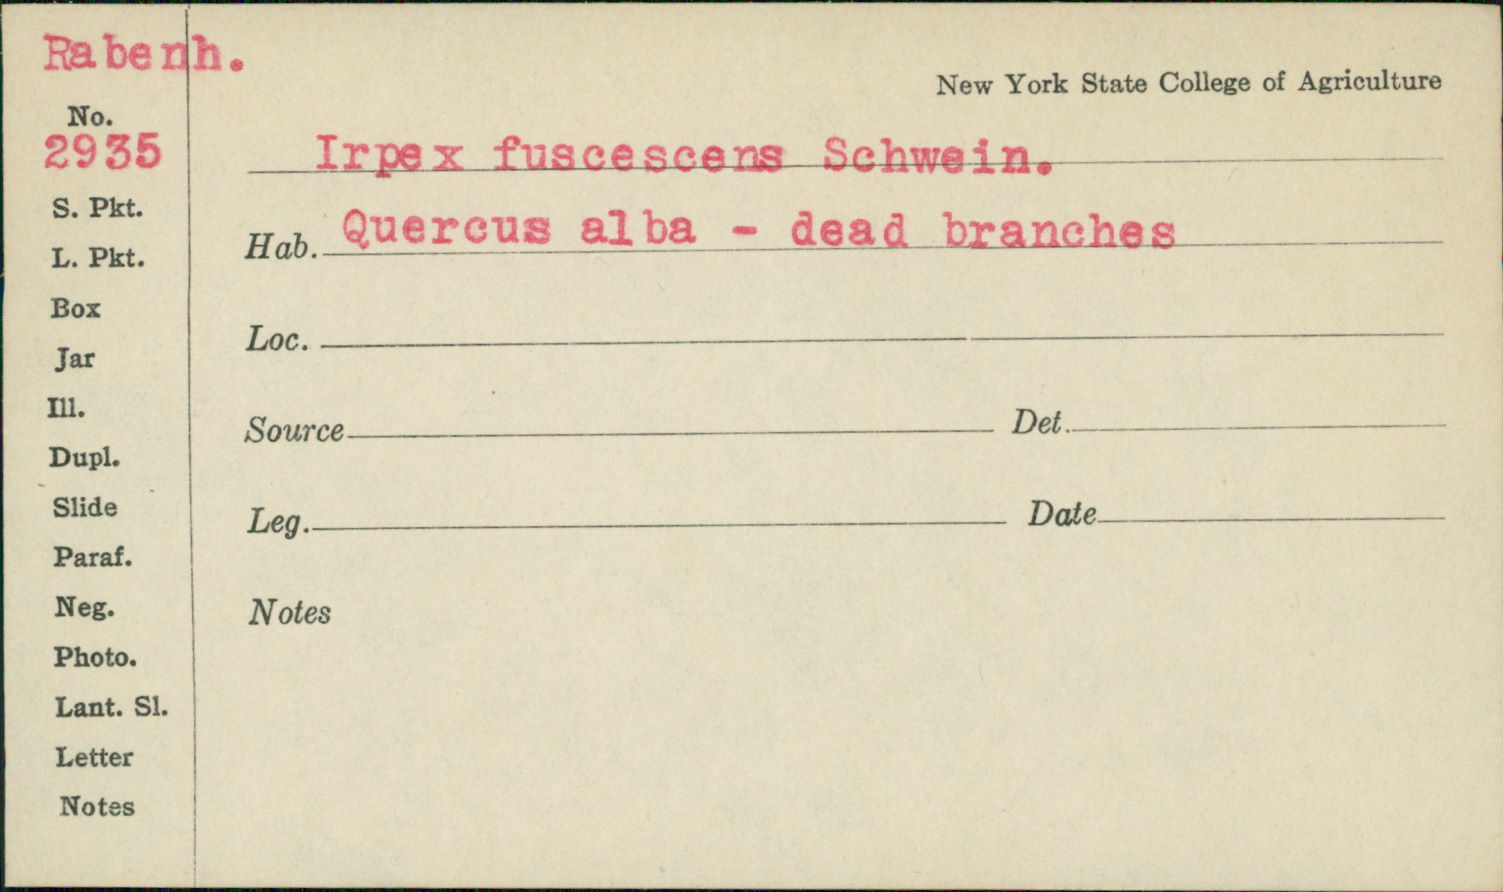 Rabenh.
New York State College of Agriculture
No.
2935
Irpex fuscescens Schwein.
Hab. Quercus alba - dead branches
S. Pkt.
L. Pkt.
Box
Loc.
Jar
Ill.
Source Det.
Dupl.
Slide
Leg. Date
Paraf.
Neg.
Notes
Photo.
Lant. Sl.
Letter
Notes